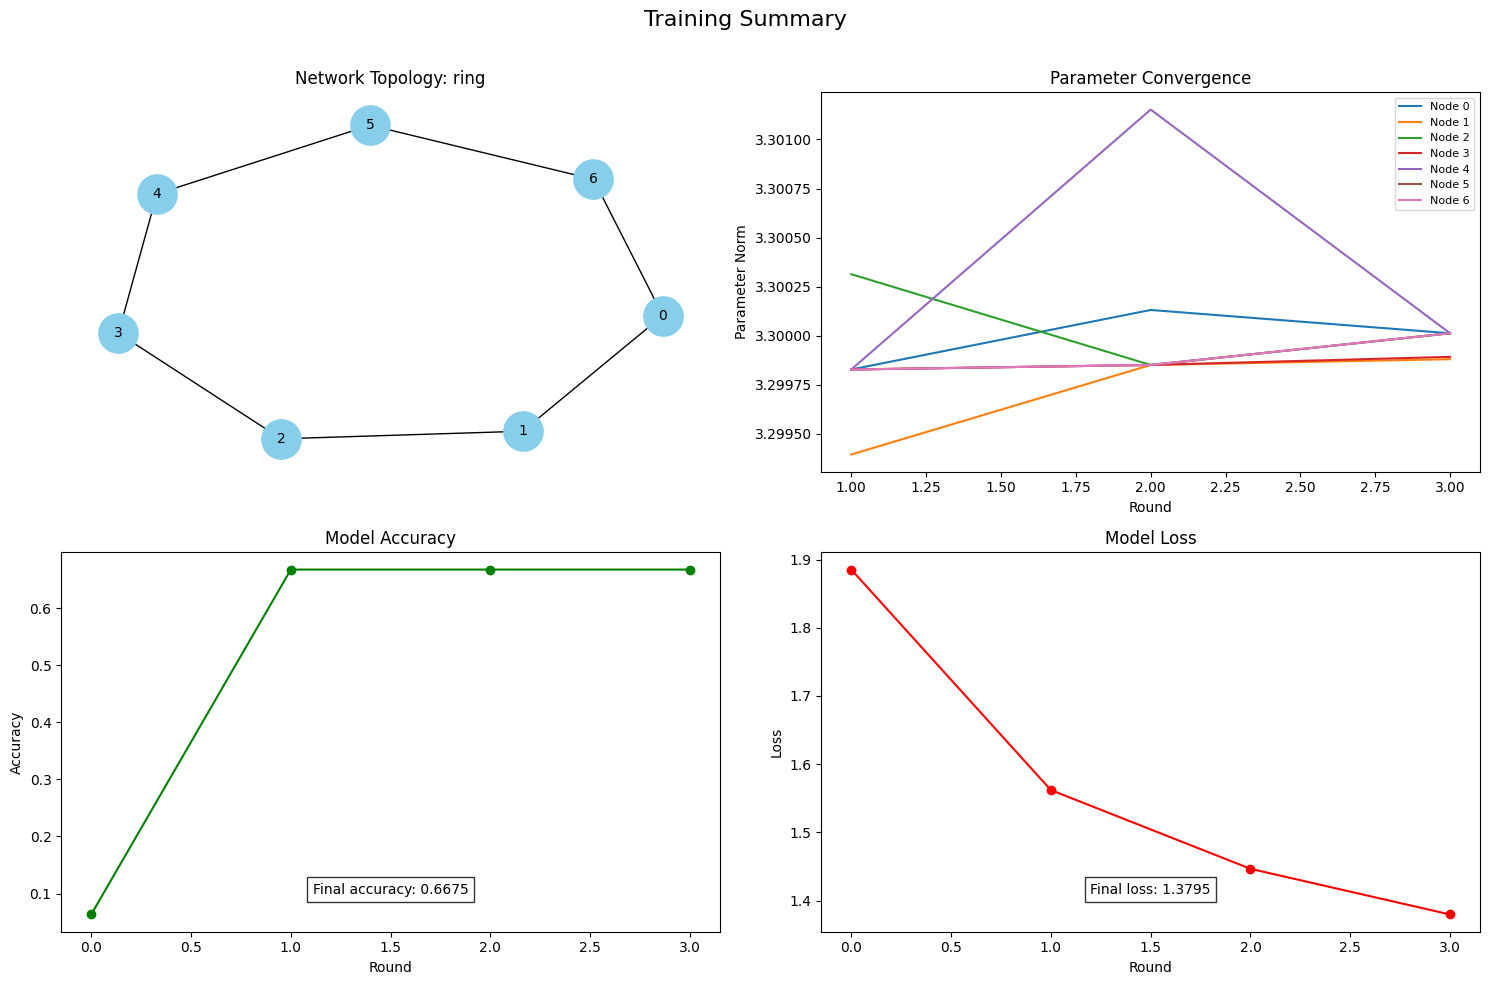 Training Summary
Network Topology: ring
5
6
4
0
3
1
2
Parameter Convergence
Parameter Norm
3.30100
3.30075
3.30050
3.30025
3.30000
3.29975
3.29950
Node 0
Node 1
Node 2
Node 3
Node 4
Node 5
Node 6
1.00 1.25 1.50 1.75 2.00 2.25 2.50 2.75 3.00
Round
Model Accuracy
Accuracy
0.6
0.5
0.4
0.3
0.2
0.1
Final accuracy: 0.6675
0.0 0.5 1.0 1.5 2.0 2.5 3.0
Round
Model Loss
Loss
1.9
1.8
1.7
1.6
1.5
1.4
Final loss: 1.3795
0.0 0.5 1.0 1.5 2.0 2.5 3.0
Round